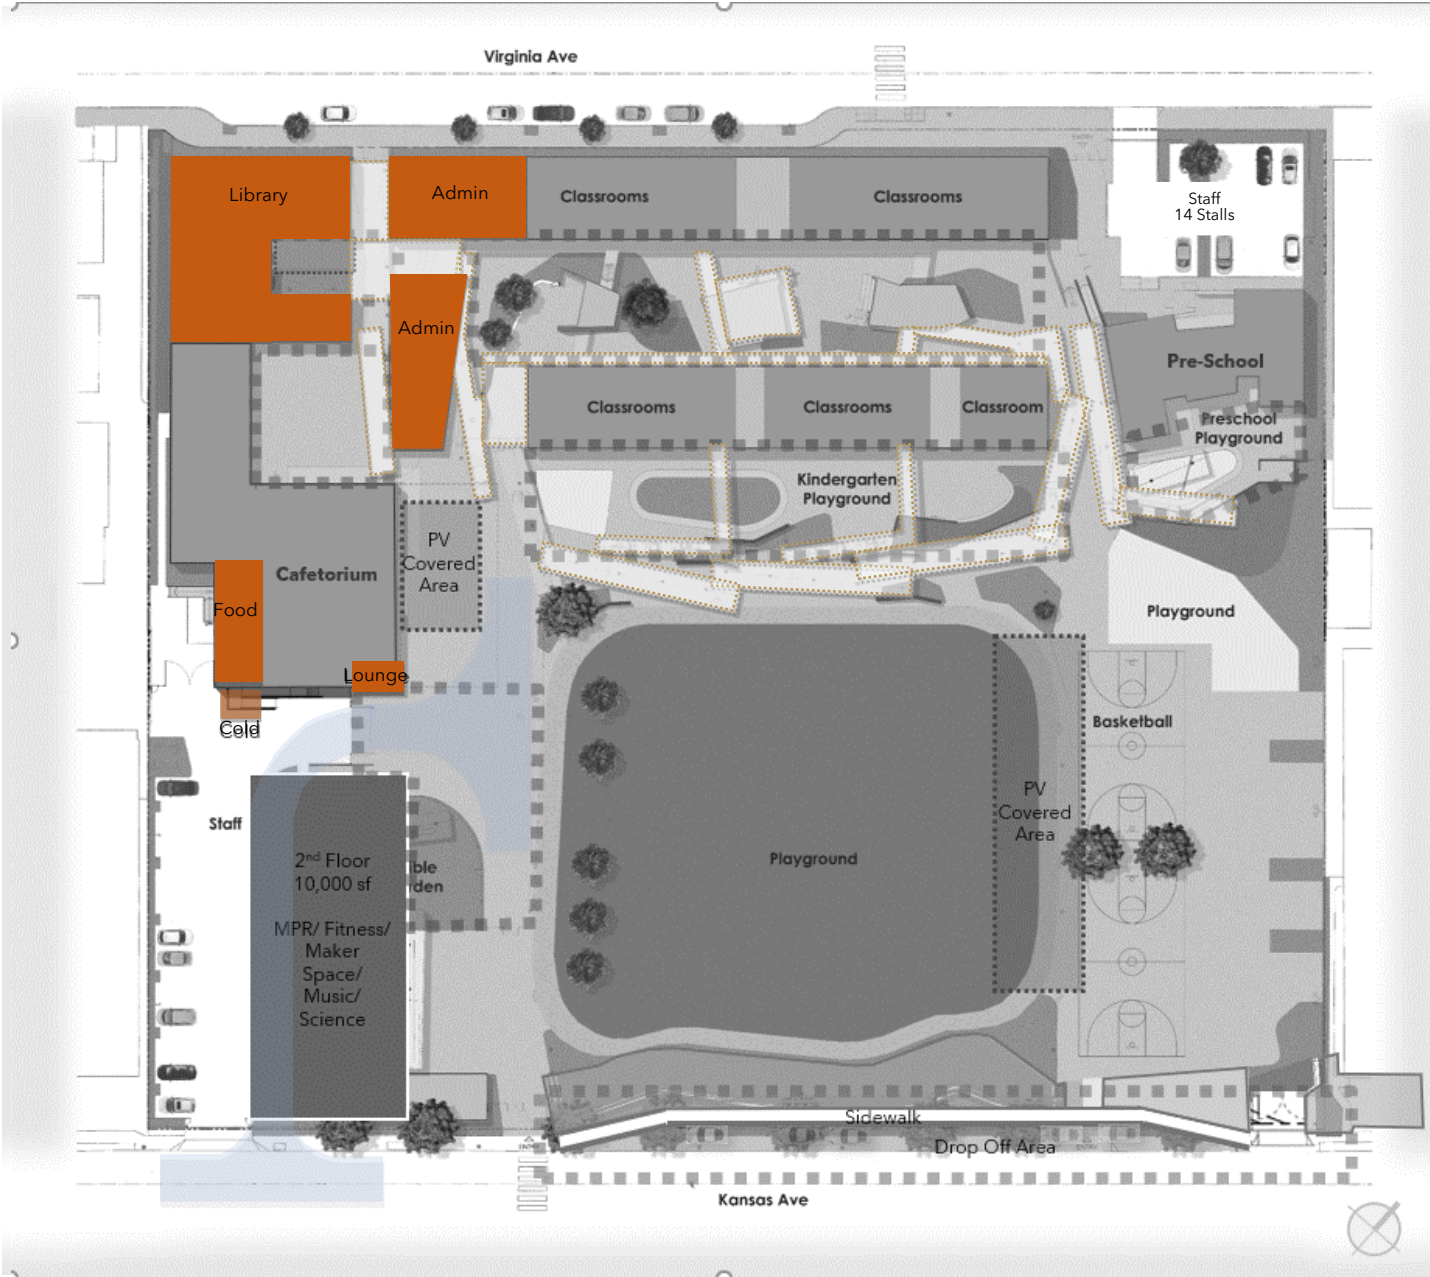 Virginia Ave
Library
Admin
Classrooms
Classrooms
Staff
14 Stalls
Admin
Pre-School
Classrooms
Classrooms
Classroom
Preschool
Playground
Kindergarten
Playground
PV
Covered
Area
Cafetorium
Food
Playground
Lounge
Cold
Basketball
PV
Covered
Area
Staff
2nd Floor
10,000 sf
MPR/ Fitness/
Maker
Space/
Music/
Science
ble
den
Playground
Sidewalk
Drop Off Area
Kansas Ave